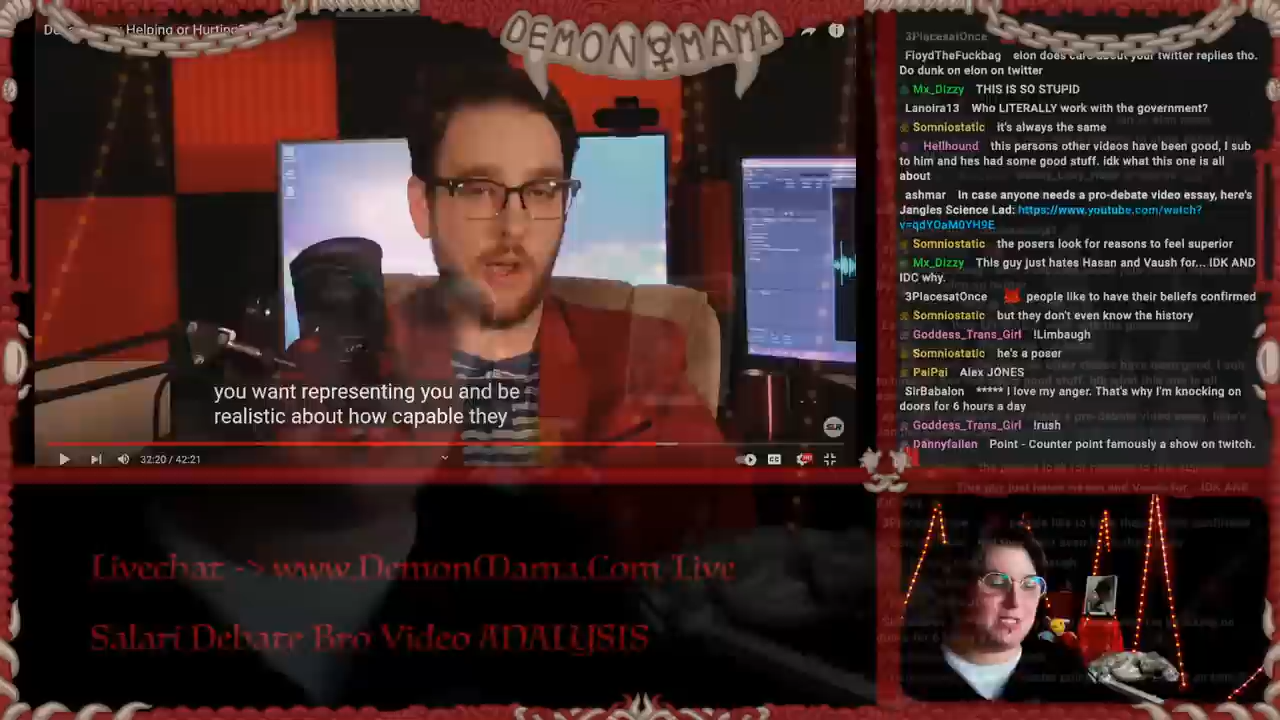 Helping or Hurting?
DEMON MAMA
you want representing you and be
realistic about how capable they
32:20 / 42:21
Livechat -> www.DemonMama.Com/Live
Salari Debate Bro Video ANALYSIS
3PlacesatOnce
FloydTheFuckbag elon does care about your twitter replies tho.
Do dunk on elon on twitter
Mx_Dizzy THIS IS SO STUPID
Lanoira13 Who LITERALLY work with the government?
Somniostatic it's always the same
Hellhound this persons other videos have been good, I sub
to him and hes had some good stuff. idk what this one is all
about
ashmar in case anyone needs a pro-debate video essay, here's
Jangles Science Lad: https://www.youtube.com/watch?
v=qdYOaM0YH9E
Somniostatic the posers look for reasons to feel superior
Mx_Dizzy This guy just hates Hasan and Vaush for... IDK AND
IDC why.
3PlacesatOnce people like to have their beliefs confirmed
Somniostatic but they don't even know the history
Goddess_Trans_Girl !Limbaugh
Somniostatic he's a poser
PalPai Alex JONES
SirBabalon ***** I love my anger. That's why I'm knocking on
doors for 6 hours a day
Goddess_Trans_Girl !rush
Dannyfallen Point - Counter point famously a show on twitch.